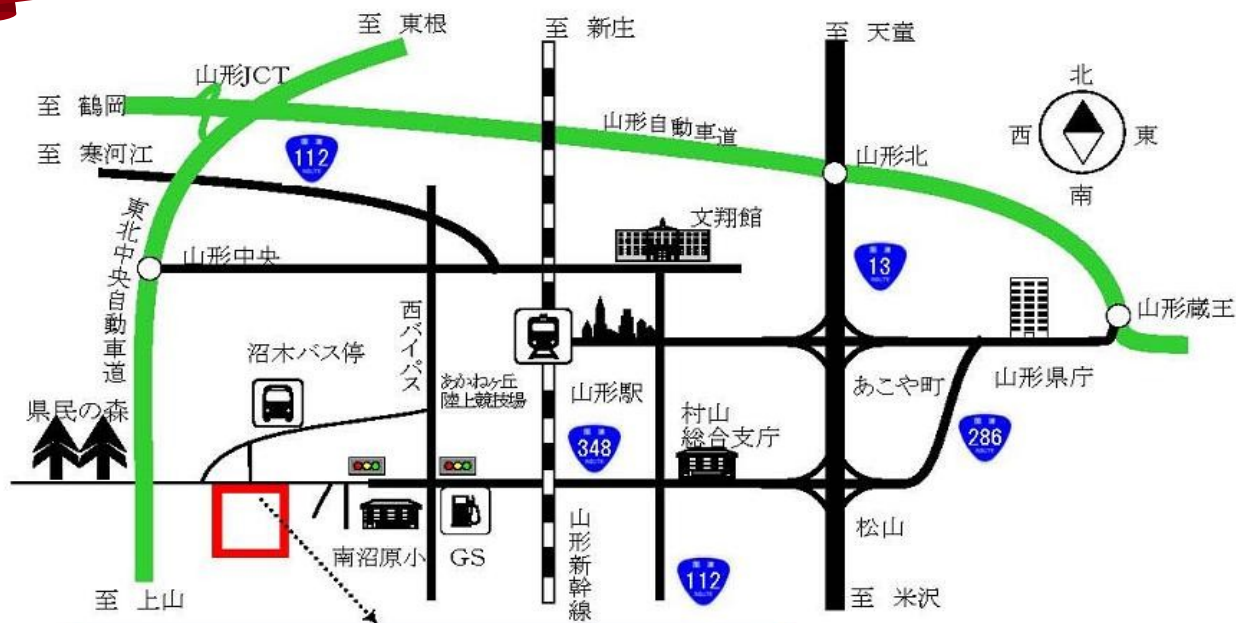 至 東根
至 新庄
至 天童
山形JCT
至 鶴岡
山形自動車道
山形北
北
西
東
南
至 寒河江
112
ROUTE
文翔館
東北中央自動車道
山形中央
13
ROUTE
西バイパス
山形蔵王
沼木バス停
あかねヶ丘
陸上競技場
山形駅
あこや町
山形県庁
県民の森
348
ROUTE
村山
総合支庁
286
ROUTE
南沼原小
GS
山形新幹線
松山
112
ROUTE
至 上山
至 米沢